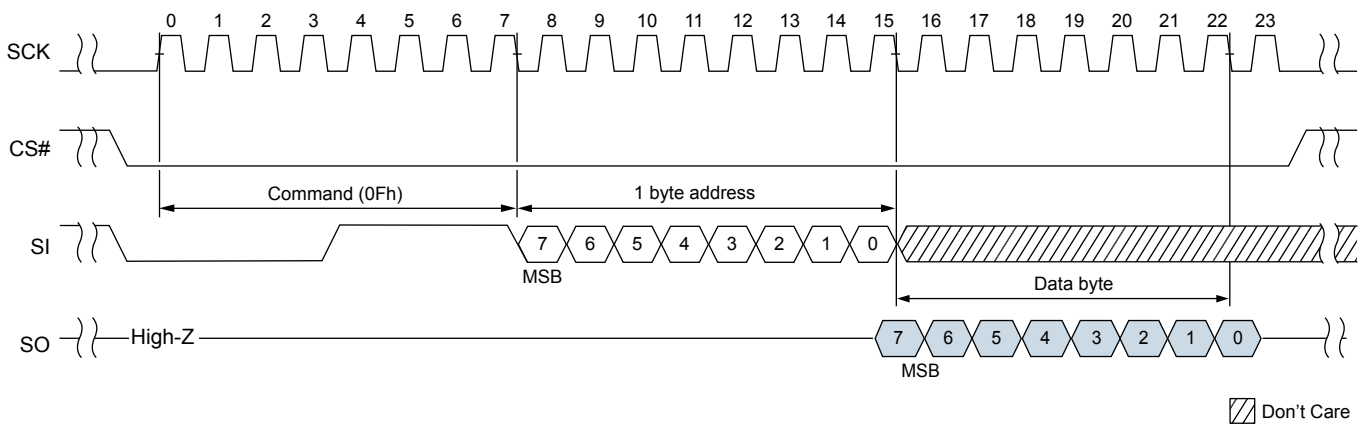 0 1 2 3 4 5 6 7 8 9 10 11 12 13 14 15 16 17 18 19 20 21 22 23
SCK
CS#
Command (0Fh) 1 byte address
SI 7 6 5 4 3 2 1 0
MSB Data byte
SO High-Z 7 6 5 4 3 2 1 0
MSB
Don't Care